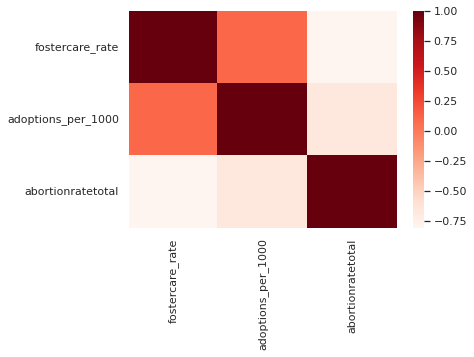 fostercare_rate
adoptions_per_1000
abortionratetotal
fostercare_rate
adoptions_per_1000
abortionratetotal
1.00
0.75
0.50
0.25
0.00
−0.25
−0.50
−0.75